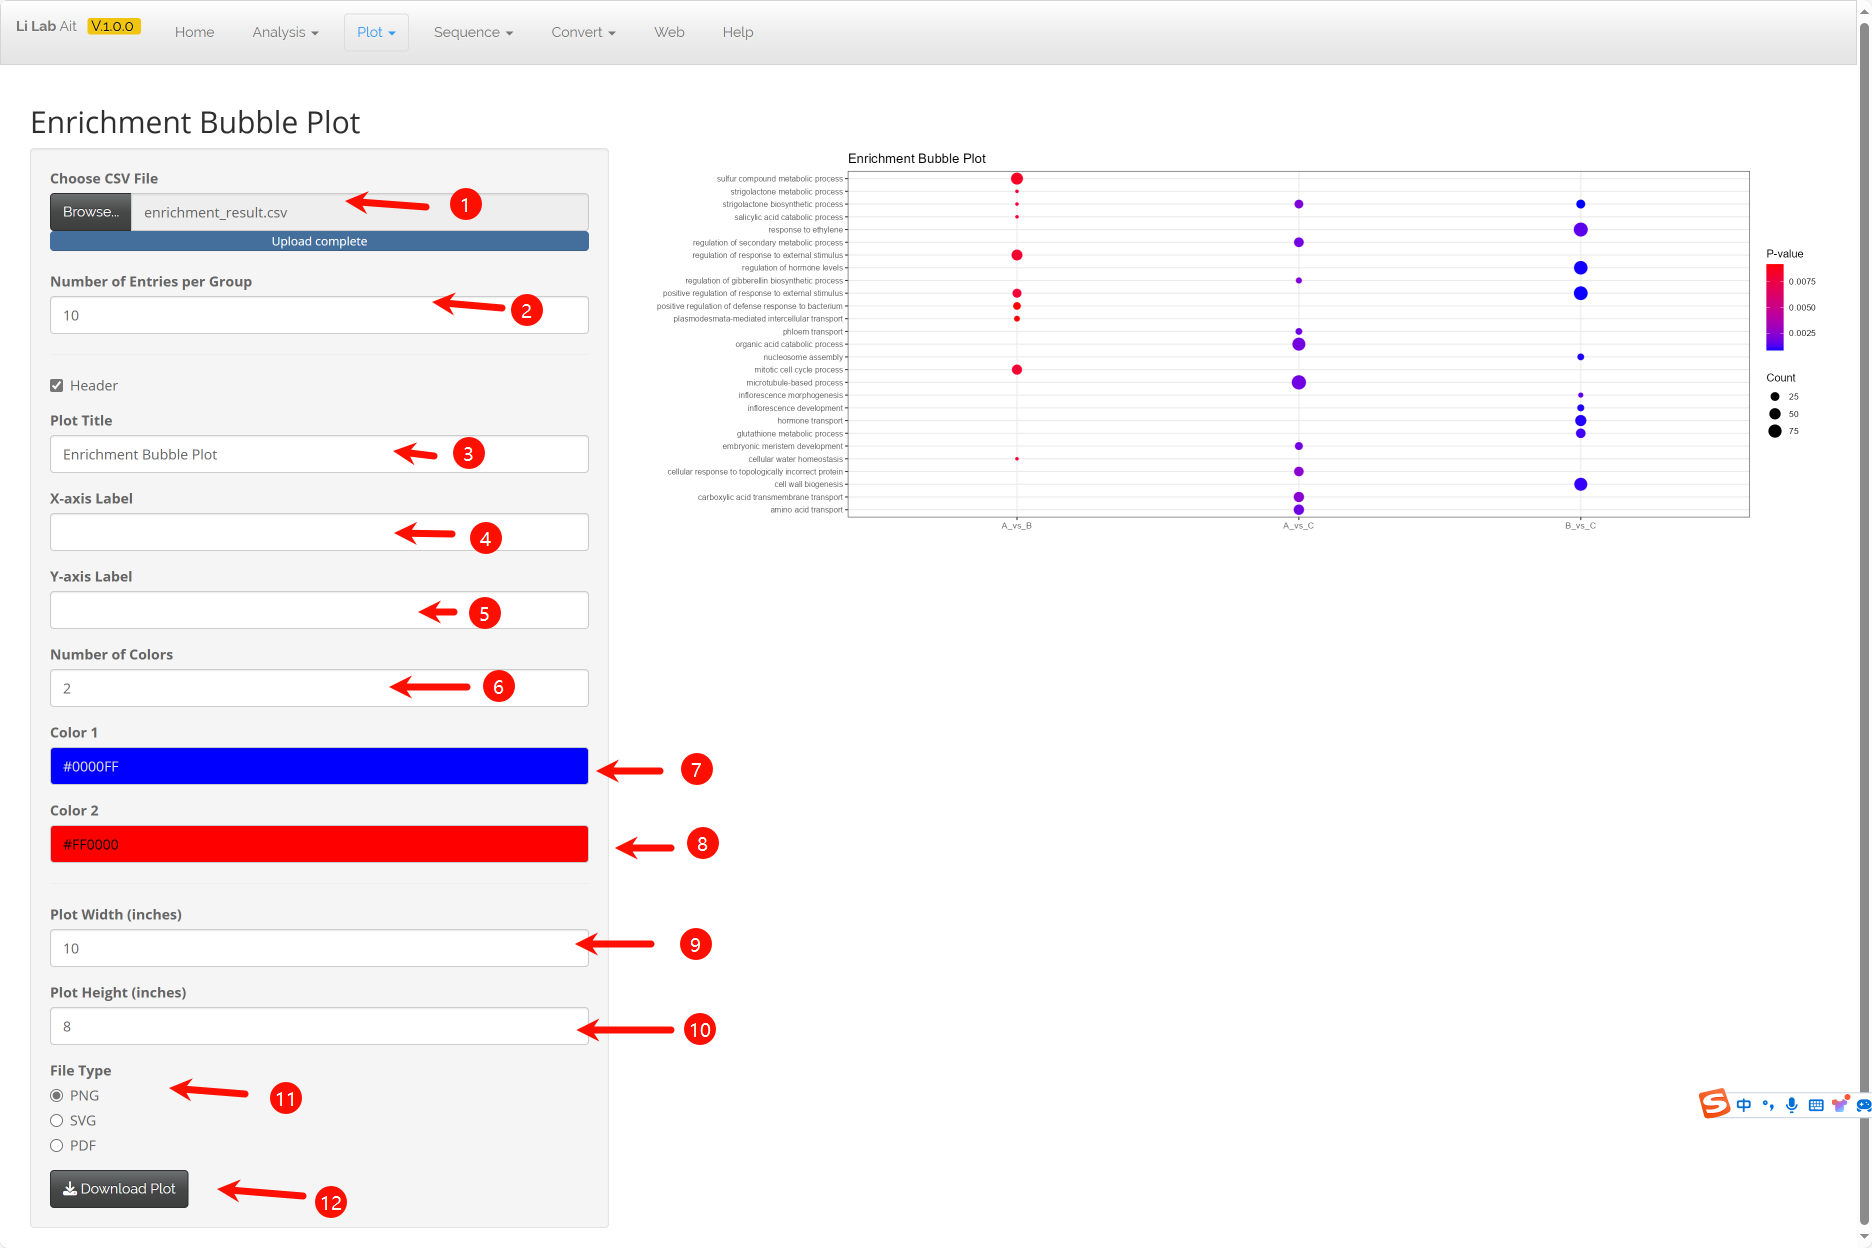 Li Lab Ait V.1.0.0 Home Analysis Plot Sequence Convert Web Help
Enrichment Bubble Plot
Choose CSV File
Browse... enrichment_result.csv
1
Upload complete
Number of Entries per Group
10
2
Header
Plot Title
Enrichment Bubble Plot
3
X-axis Label
4
Y-axis Label
5
Number of Colors
2
6
Color 1
#0000FF
7
Color 2
#FF0000
8
Plot Width (inches)
10
9
Plot Height (inches)
8
10
File Type
PNG
11
SVG
PDF
Download Plot
12
Enrichment Bubble Plot
sulfur compound metabolic process
strigolactone metabolic process
strigolactone biosynthetic process
salicylic acid catabolic process
response to ethylene
regulation of secondary metabolic process
regulation of response to external stimulus
regulation of hormone levels
regulation of gibberellin biosynthetic process
positive regulation of response to external stimulus
positive regulation of defense response to bacterium
plasmodesmata-mediated intercellular transport
phloem transport
organic acid catabolic process
nucleosome assembly
mitotic cell cycle process
microtubule-based process
inflorescence morphogenesis
inflorescence development
hormone transport
glutathione metabolic process
embryonic meristem development
cellular water homeostasis
cellular response to topologically incorrect protein
cell wall biogenesis
carboxylic acid transmembrane transport
amino acid transport
A_vs_B A_vs_C B_vs_C
P-value
0.0075
0.0050
0.0025
Count
25
50
75
S 中